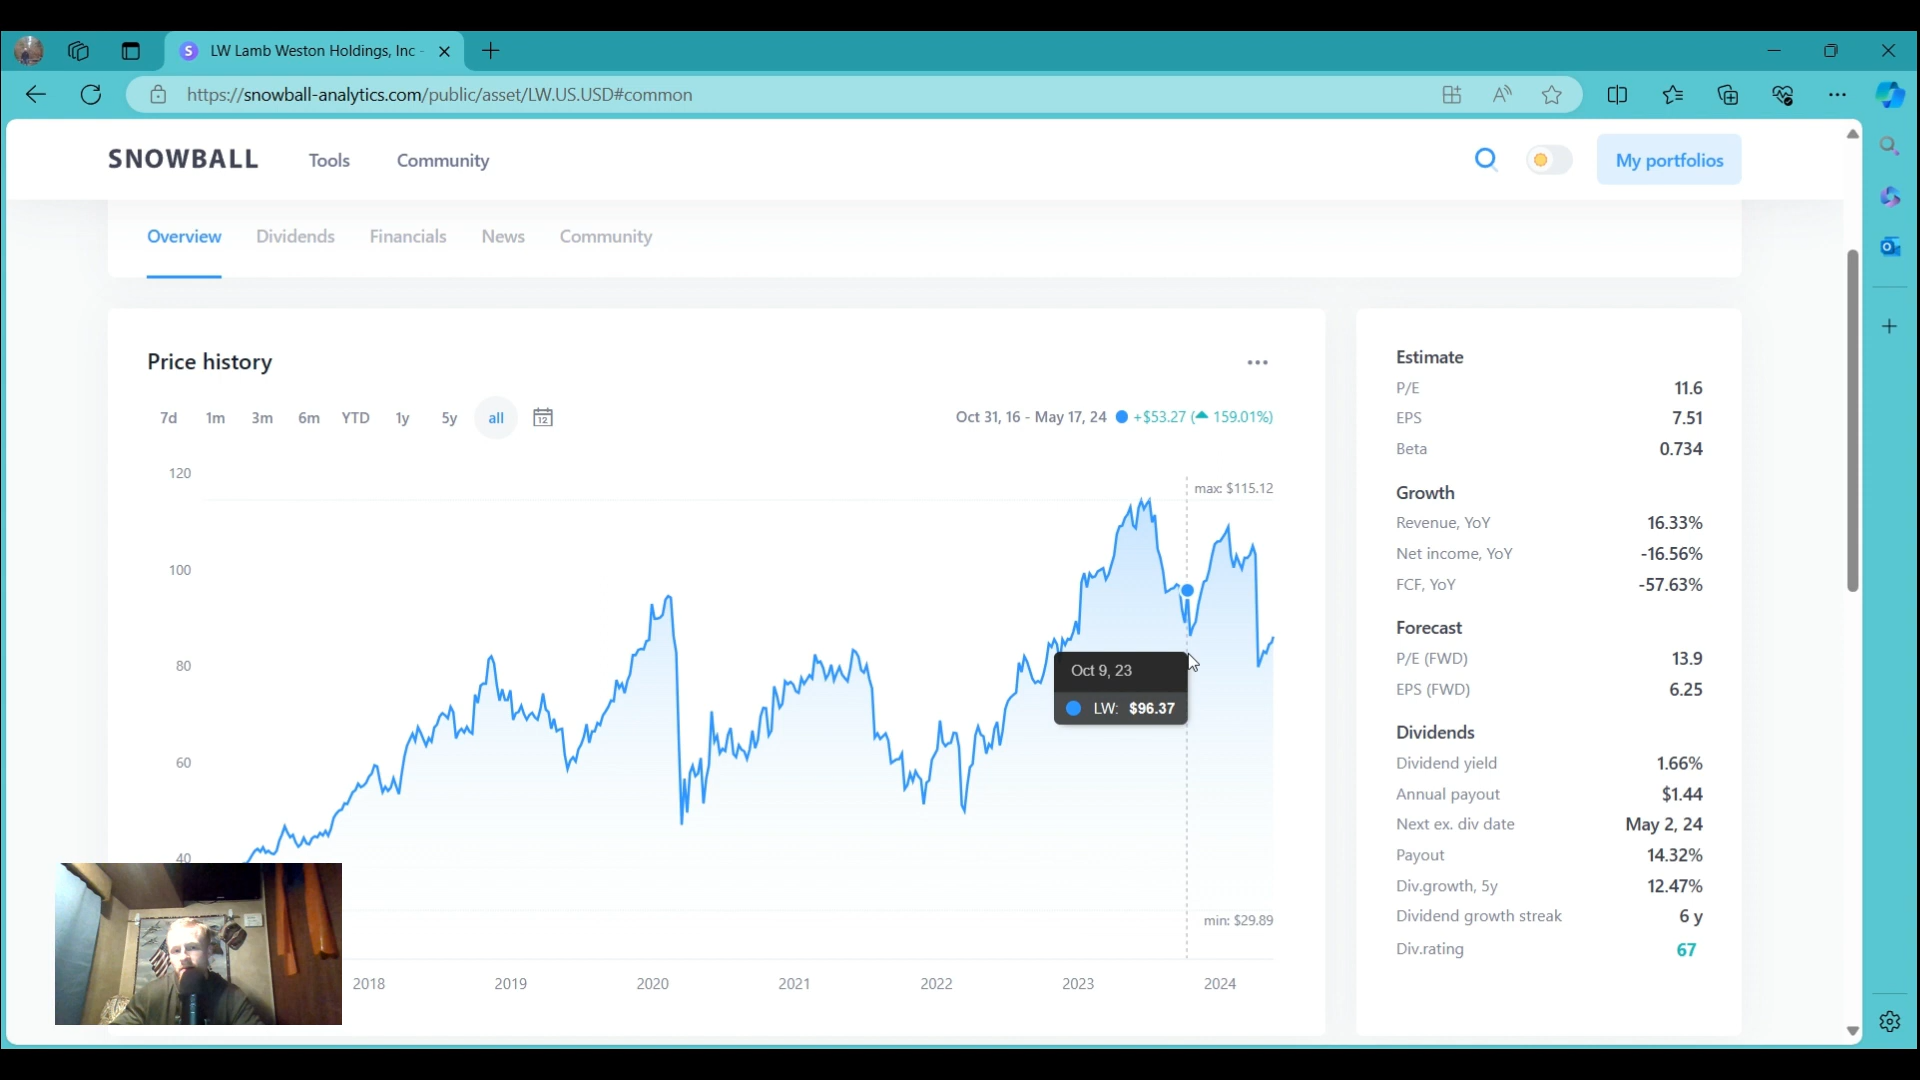 LW Lamb Weston Holdings, Inc -
https://snowball-analytics.com/public/asset/LW.US.USD#common
SNOWBALL
Tools
Community
My portfolios
Overview
Dividends
Financials
News
Community
Price history
7d
1m
3m
6m
YTD
1y
5y
all
Oct 31, 16 - May 17, 24
+$53.27 (
159.01%)
120
100
80
60
40
max: $115.12
Oct 9, 23
LW: $96.37
min: $29.89
2018
2019
2020
2021
2022
2023
2024
Estimate
P/E 11.6
EPS 7.51
Beta 0.734
Growth
Revenue, YoY 16.33%
Net income, YoY -16.56%
FCF, YoY -57.63%
Forecast
P/E (FWD) 13.9
EPS (FWD) 6.25
Dividends
Dividend yield 1.66%
Annual payout $1.44
Next ex. div date May 2, 24
Payout 14.32%
Div.growth, 5y 12.47%
Dividend growth streak 6 y
Div.rating 67